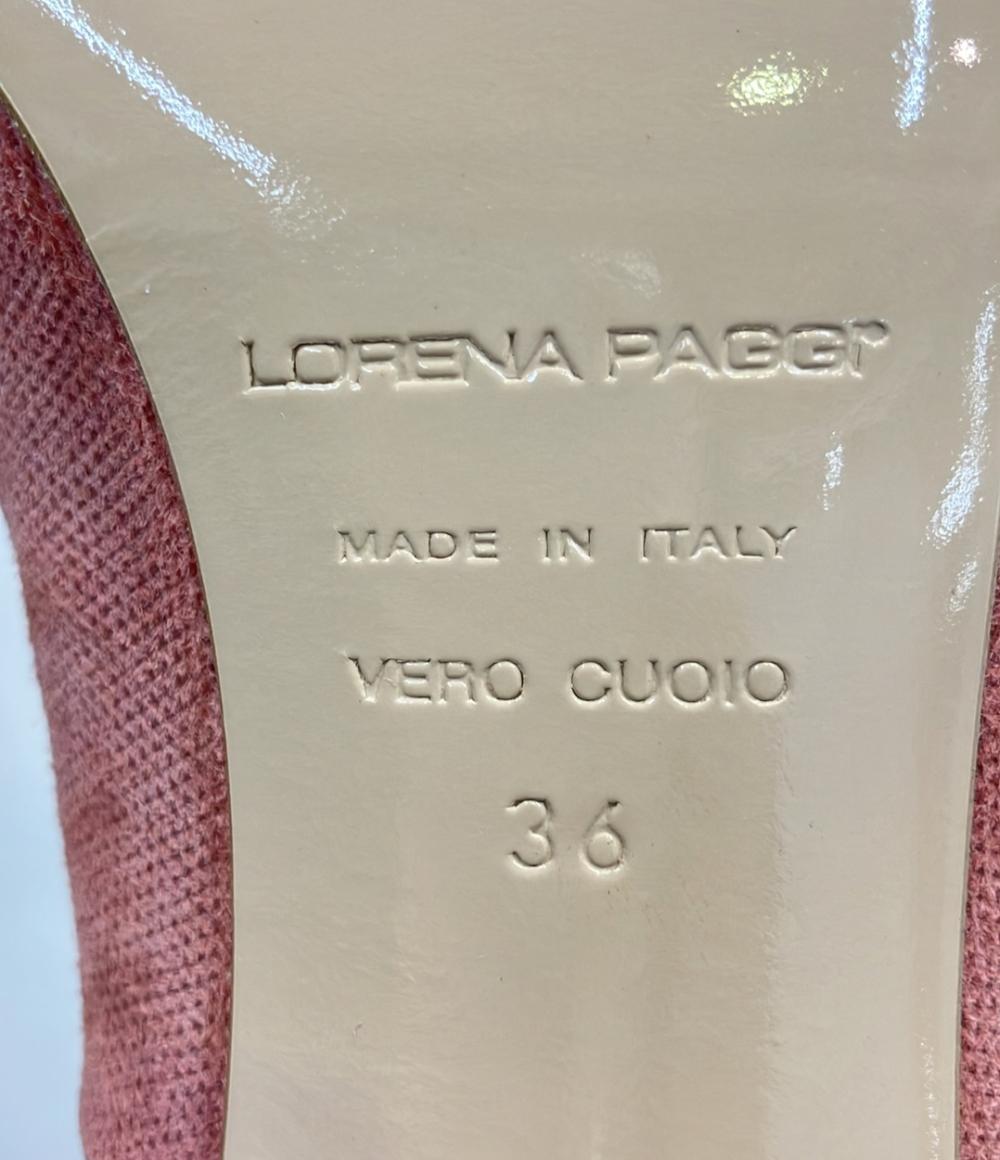 LORENA PAGGI
MADE IN ITALY
VERO CUOIO
36